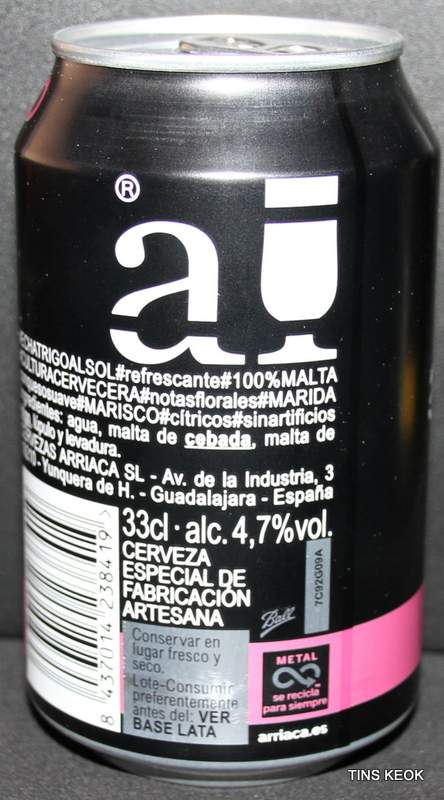 ®
ai
ECHATRIGOALSOL#refrescante#100%MALTA
CULTURACERVECERA#notasflorales#MARIDA
quesosuave#MARISCO#cítricos#sinartificios
edientes: agua, malta de cebada, malta de
lúpulo y levadura.
CERVEZAS ARRIACA SL - Av. de la Industria, 3
Yunquera de H. - Guadalajara - España
33cl · alc. 4,7%vol.
CERVEZA
ESPECIAL DE
FABRICACIÓN
ARTESANA
Ball
7C92G09A
8 437014 238419 >
Conservar en
lugar fresco y
seco.
Lote-Consumir
preferentemente
antes del: VER
BASE LATA
METAL
se recicla
para siempre
arriaca.es
TINS KEOK